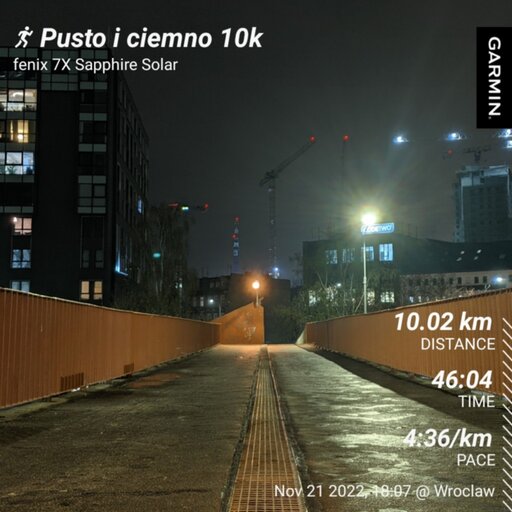 Pusto i ciemno 10k
fenix 7X Sapphire Solar
GARMIN.
10.02 km
DISTANCE
46:04
TIME
4:36/km
PACE
Nov 21 2022, 18:07 @ Wroclaw